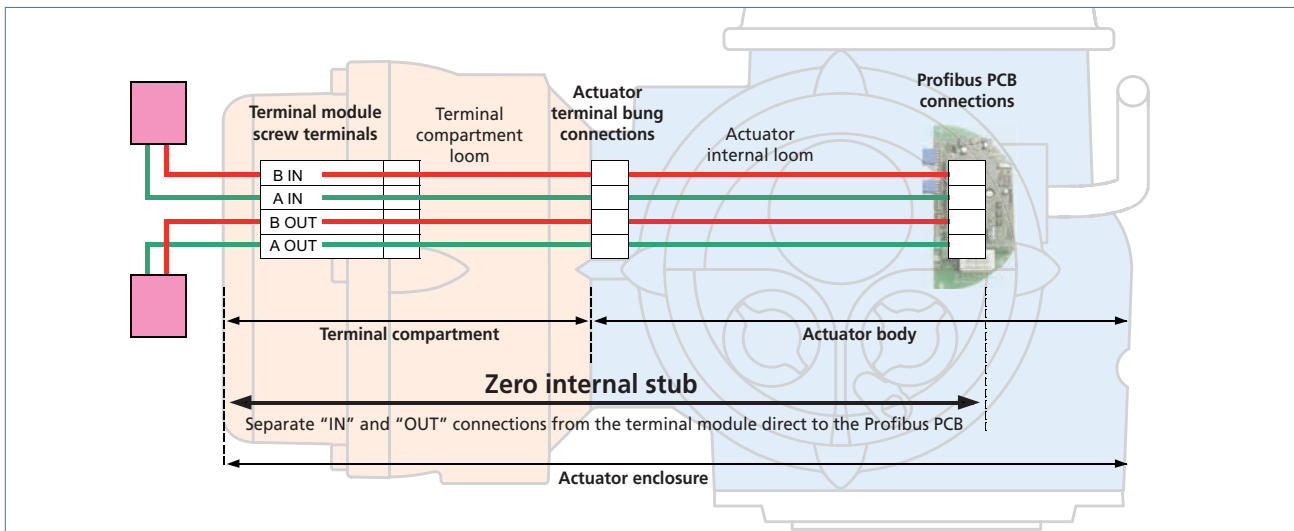 Terminal module
screw terminals
Terminal
compartment
loom
Actuator
terminal bung
connections
Actuator
internal loom
Profibus PCB
connections
B IN
A IN
B OUT
A OUT
Terminal compartment
Actuator body
Zero internal stub
Separate “IN” and “OUT” connections from the terminal module direct to the Profibus PCB
Actuator enclosure